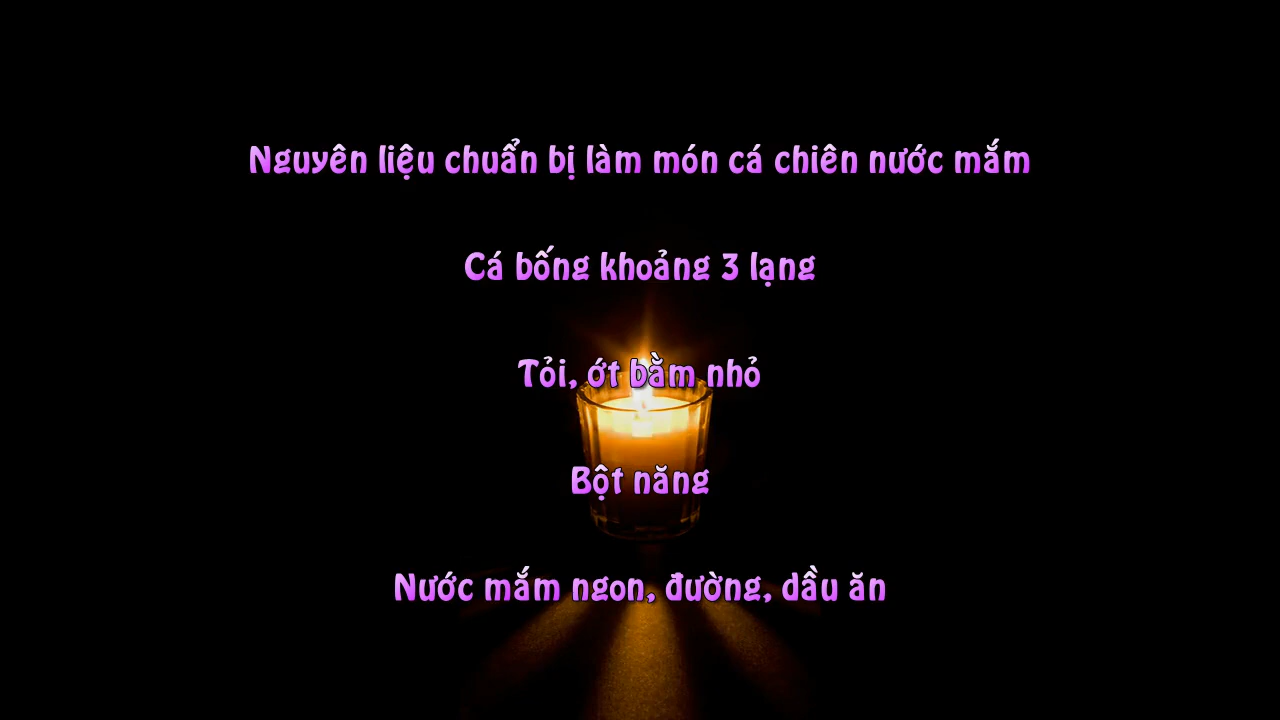 Nguyên liệu chuẩn bị làm món cá chiên nước mắm
Cá bống khoảng 3 lạng
Tỏi, ớt bằm nhỏ
Bột năng
Nước mắm ngon, đường, dầu ăn